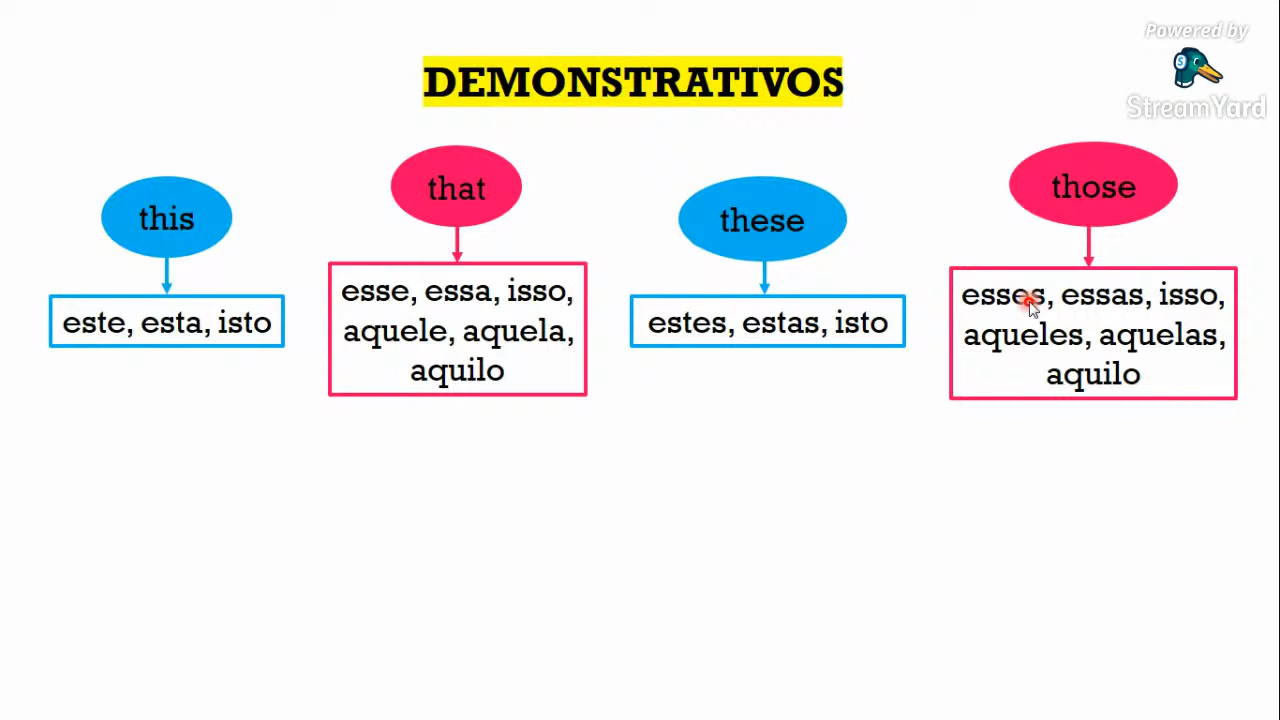 Powered by
StreamYard
DEMONSTRATIVOS
this
este, esta, isto
that
esse, essa, isso,
aquele, aquela,
aquilo
these
estes, estas, isto
those
esses, essas, isso,
aqueles, aquelas,
aquilo